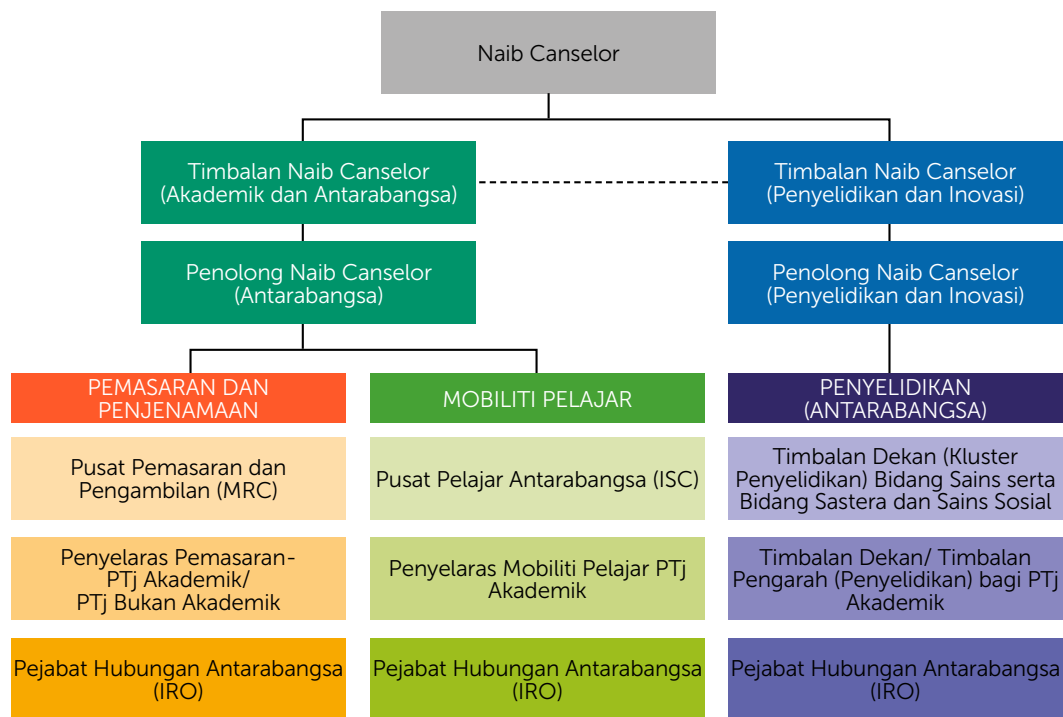 Naib Canselor
Timbalan Naib Canselor
(Akademik dan Antarabangsa)
Timbalan Naib Canselor
(Penyelidikan dan Inovasi)
Penolong Naib Canselor
(Antarabangsa)
Penolong Naib Canselor
(Penyelidikan dan Inovasi)
PEMASARAN DAN
PENJENAMAAN
MOBILITI PELAJAR
PENYELIDIKAN
(ANTARABANGSA)
Pusat Pemasaran dan
Pengambilan (MRC)
Pusat Pelajar Antarabangsa (ISC)
Timbalan Dekan (Kluster
Penyelidikan) Bidang Sains serta
Bidang Sastera dan Sains Sosial
Penyelaras Pemasaran-
PTj Akademik/
PTj Bukan Akademik
Penyelaras Mobiliti Pelajar PTj
Akademik
Timbalan Dekan/ Timbalan
Pengarah (Penyelidikan) bagi PTj
Akademik
Pejabat Hubungan Antarabangsa
(IRO)
Pejabat Hubungan Antarabangsa
(IRO)
Pejabat Hubungan Antarabangsa
(IRO)